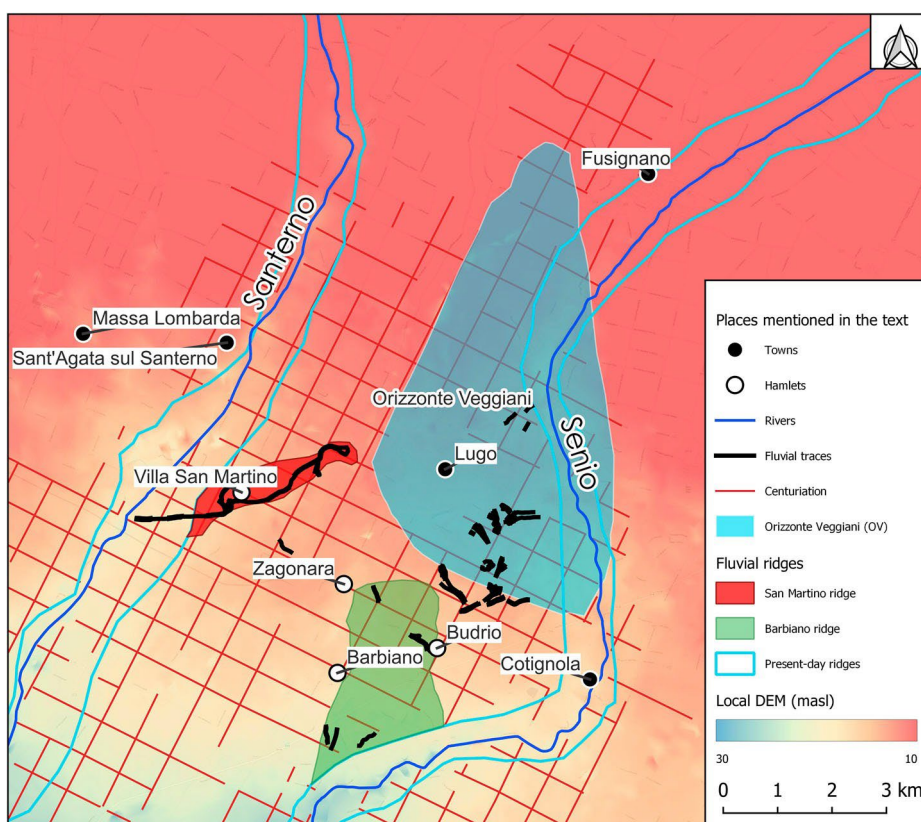 Fusignano
Santerno
Massa Lombarda
Sant'Agata sul Santerno
Orizzonte Veggiani
Senio
Lugo
Villa San Martino
Zagonara
Budrio
Barbiano
Cotignola
Places mentioned in the text
Towns
Hamlets
Rivers
Fluvial traces
Centuriation
Orizzonte Veggiani (OV)
Fluvial ridges
San Martino ridge
Barbiano ridge
Present-day ridges
Local DEM (masl)
30 10
0 1 2 3 km